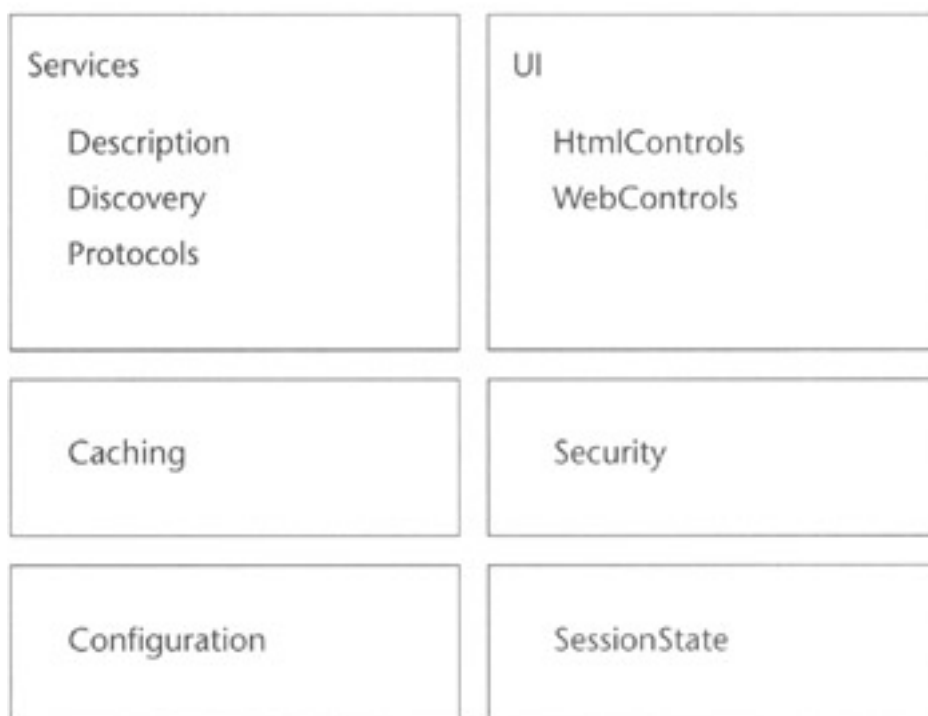 Services
Description
Discovery
Protocols
UI
HtmlControls
WebControls
Caching
Security
Configuration
SessionState